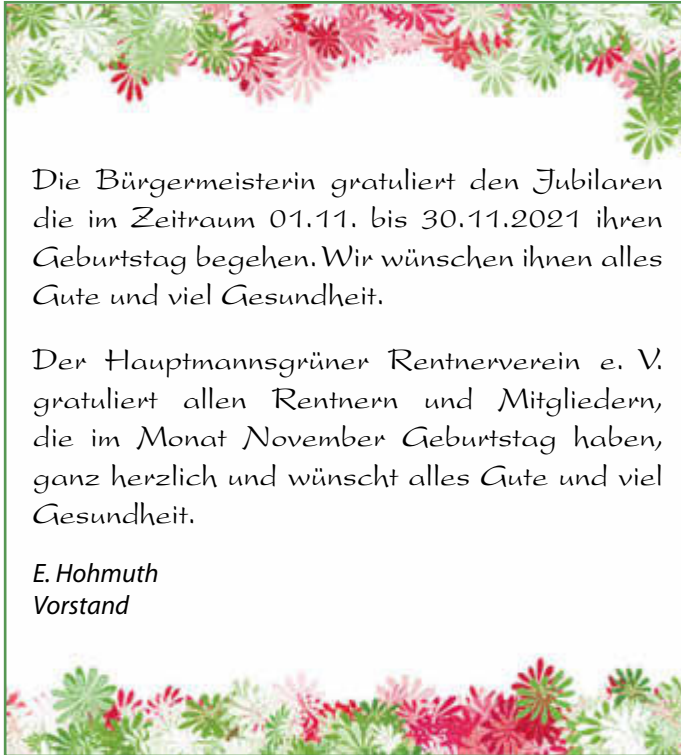 Die Bürgermeisterin gratuliert den Jubilaren
die im Zeitraum 01.11. bis 30.11.2021 ihren
Geburtstag begehen. Wir wünschen ihnen alles
Gute und viel Gesundheit.
Der Hauptmannsgrüner Rentnerverein e. V.
gratuliert allen Rentnern und Mitgliedern,
die im Monat November Geburtstag haben,
ganz herzlich und wünscht alles Gute und viel
Gesundheit.
E. Hohmuth
Vorstand